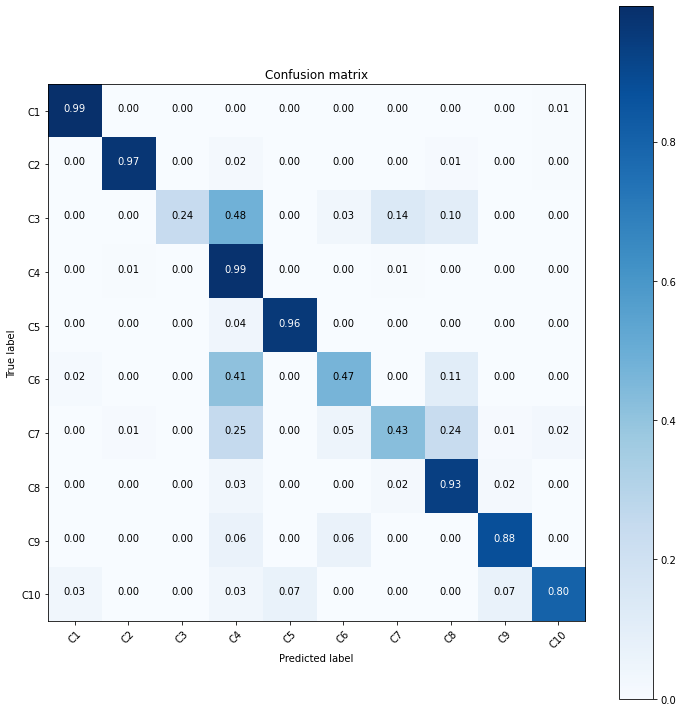 Confusion matrix
C1 0.99 0.00 0.00 0.00 0.00 0.00 0.00 0.00 0.00 0.01
C2 0.00 0.97 0.00 0.02 0.00 0.00 0.00 0.01 0.00 0.00
C3 0.00 0.00 0.24 0.48 0.00 0.03 0.14 0.10 0.00 0.00
C4 0.00 0.01 0.00 0.99 0.00 0.00 0.01 0.00 0.00 0.00
C5 0.00 0.00 0.00 0.04 0.96 0.00 0.00 0.00 0.00 0.00
C6 0.02 0.00 0.00 0.41 0.00 0.47 0.00 0.11 0.00 0.00
C7 0.00 0.01 0.00 0.25 0.00 0.05 0.43 0.24 0.01 0.02
C8 0.00 0.00 0.00 0.03 0.00 0.00 0.02 0.93 0.02 0.00
C9 0.00 0.00 0.00 0.06 0.00 0.06 0.00 0.00 0.88 0.00
C10 0.03 0.00 0.00 0.03 0.07 0.00 0.00 0.00 0.07 0.80
C1 C2 C3 C4 C5 C6 C7 C8 C9 C10
Predicted label
True label
0.8
0.6
0.4
0.2
0.0